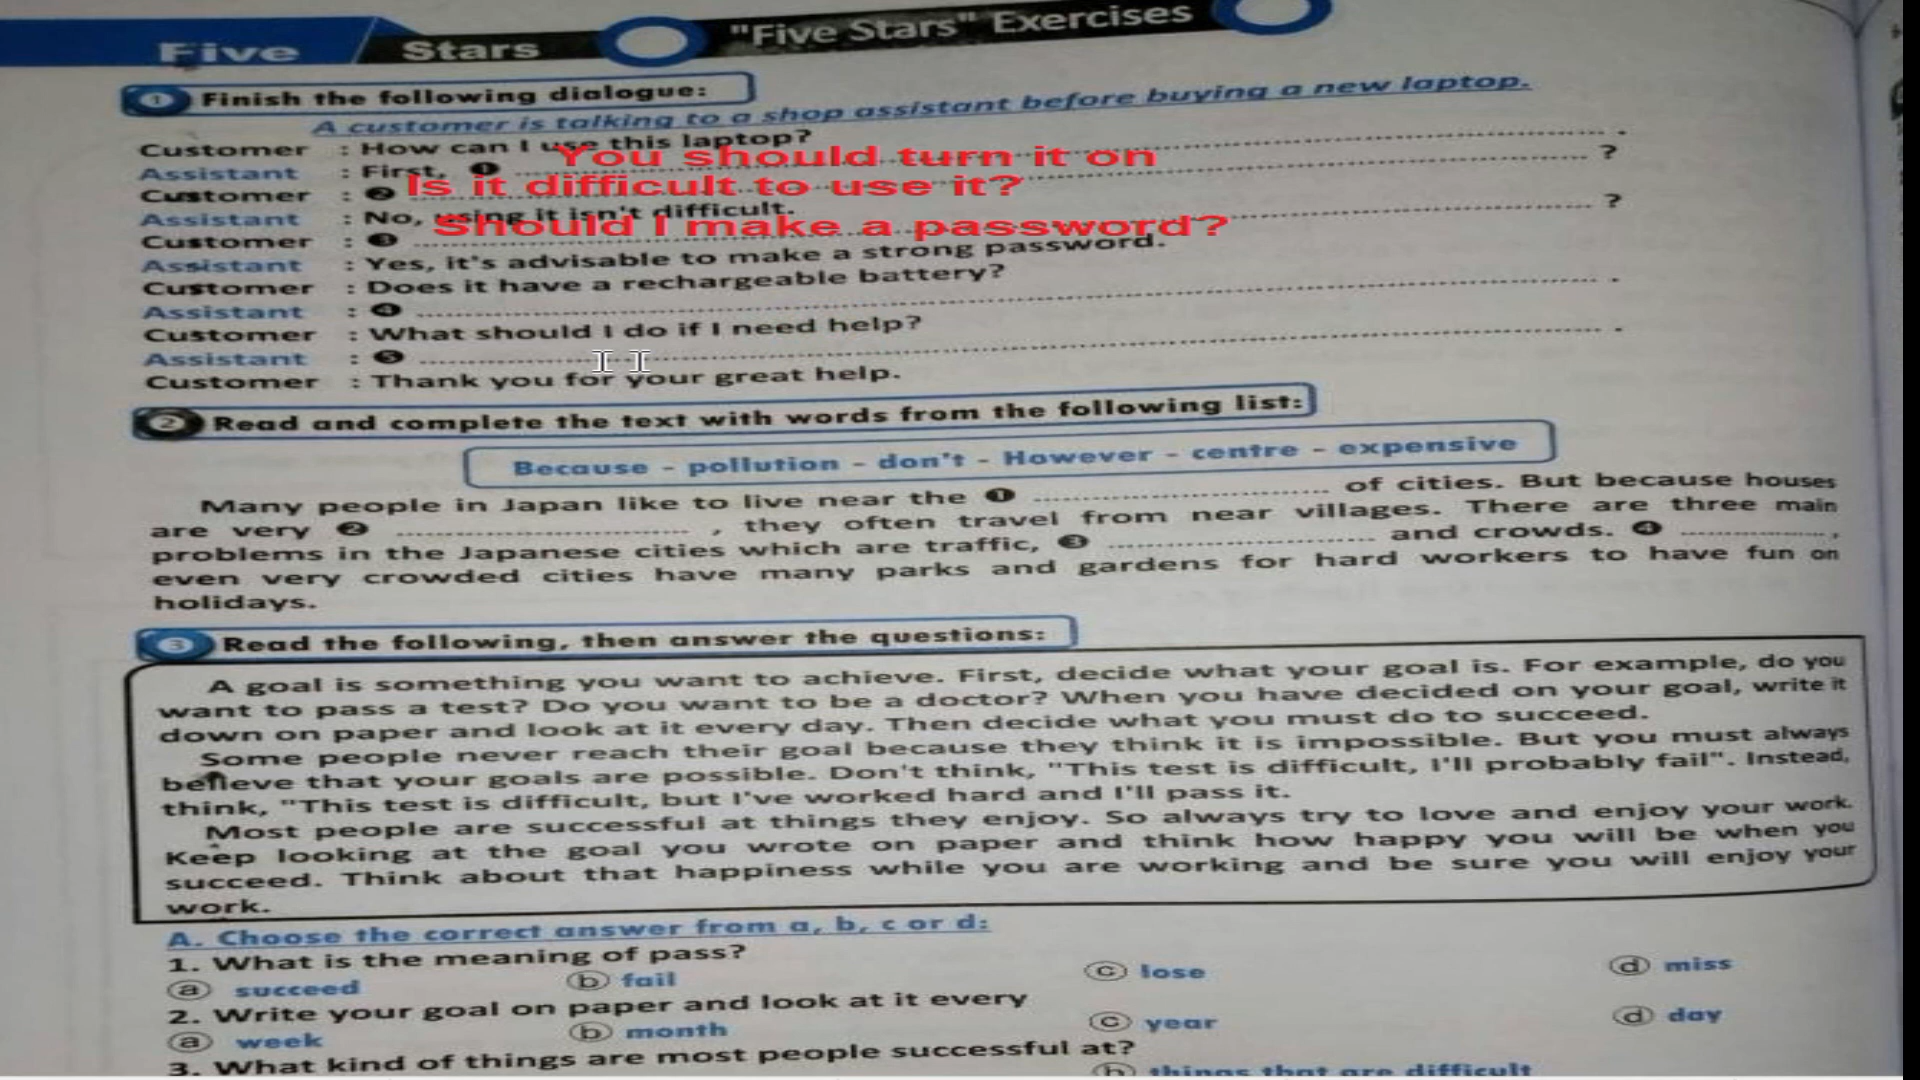 Five Stars "Five Stars" Exercises
1 Finish the following dialogue:
A customer is talking to a shop assistant before buying a new laptop.
Customer : How can I use this laptop?
Assistant : First, ❶ You should turn it on .
Customer : ❷ Is it difficult to use it? ?
Assistant : No, using it isn't difficult.
Customer : ❸ Should I make a password? ?
Assistant : Yes, it's advisable to make a strong password.
Customer : Does it have a rechargeable battery?
Assistant : ❹ .
Customer : What should I do if I need help?
Assistant : ❺ .
Customer : Thank you for your great help.
2 Read and complete the text with words from the following list:
Because - pollution - don't - However - centre - expensive
Many people in Japan like to live near the ❶ .............................. of cities. But because houses
are very ❷ .............................. , they often travel from near villages. There are three main
problems in the Japanese cities which are traffic, ❸ .............................. and crowds. ❹ ..................,
even very crowded cities have many parks and gardens for hard workers to have fun on
holidays.
3 Read the following, then answer the questions:
A goal is something you want to achieve. First, decide what your goal is. For example, do you
want to pass a test? Do you want to be a doctor? When you have decided on your goal, write it
down on paper and look at it every day. Then decide what you must do to succeed.
Some people never reach their goal because they think it is impossible. But you must always
believe that your goals are possible. Don't think, "This test is difficult, I'll probably fail". Instead,
think, "This test is difficult, but I've worked hard and I'll pass it.
Most people are successful at things they enjoy. So always try to love and enjoy your work.
Keep looking at the goal you wrote on paper and think how happy you will be when you
succeed. Think about that happiness while you are working and be sure you will enjoy your
work.
A. Choose the correct answer from a, b, c or d:
1. What is the meaning of pass?
ⓐ succeed ⓑ fail ⓒ lose ⓓ miss
2. Write your goal on paper and look at it every
ⓐ week ⓑ month ⓒ year ⓓ day
3. What kind of things are most people successful at?
ⓑ things that are difficult